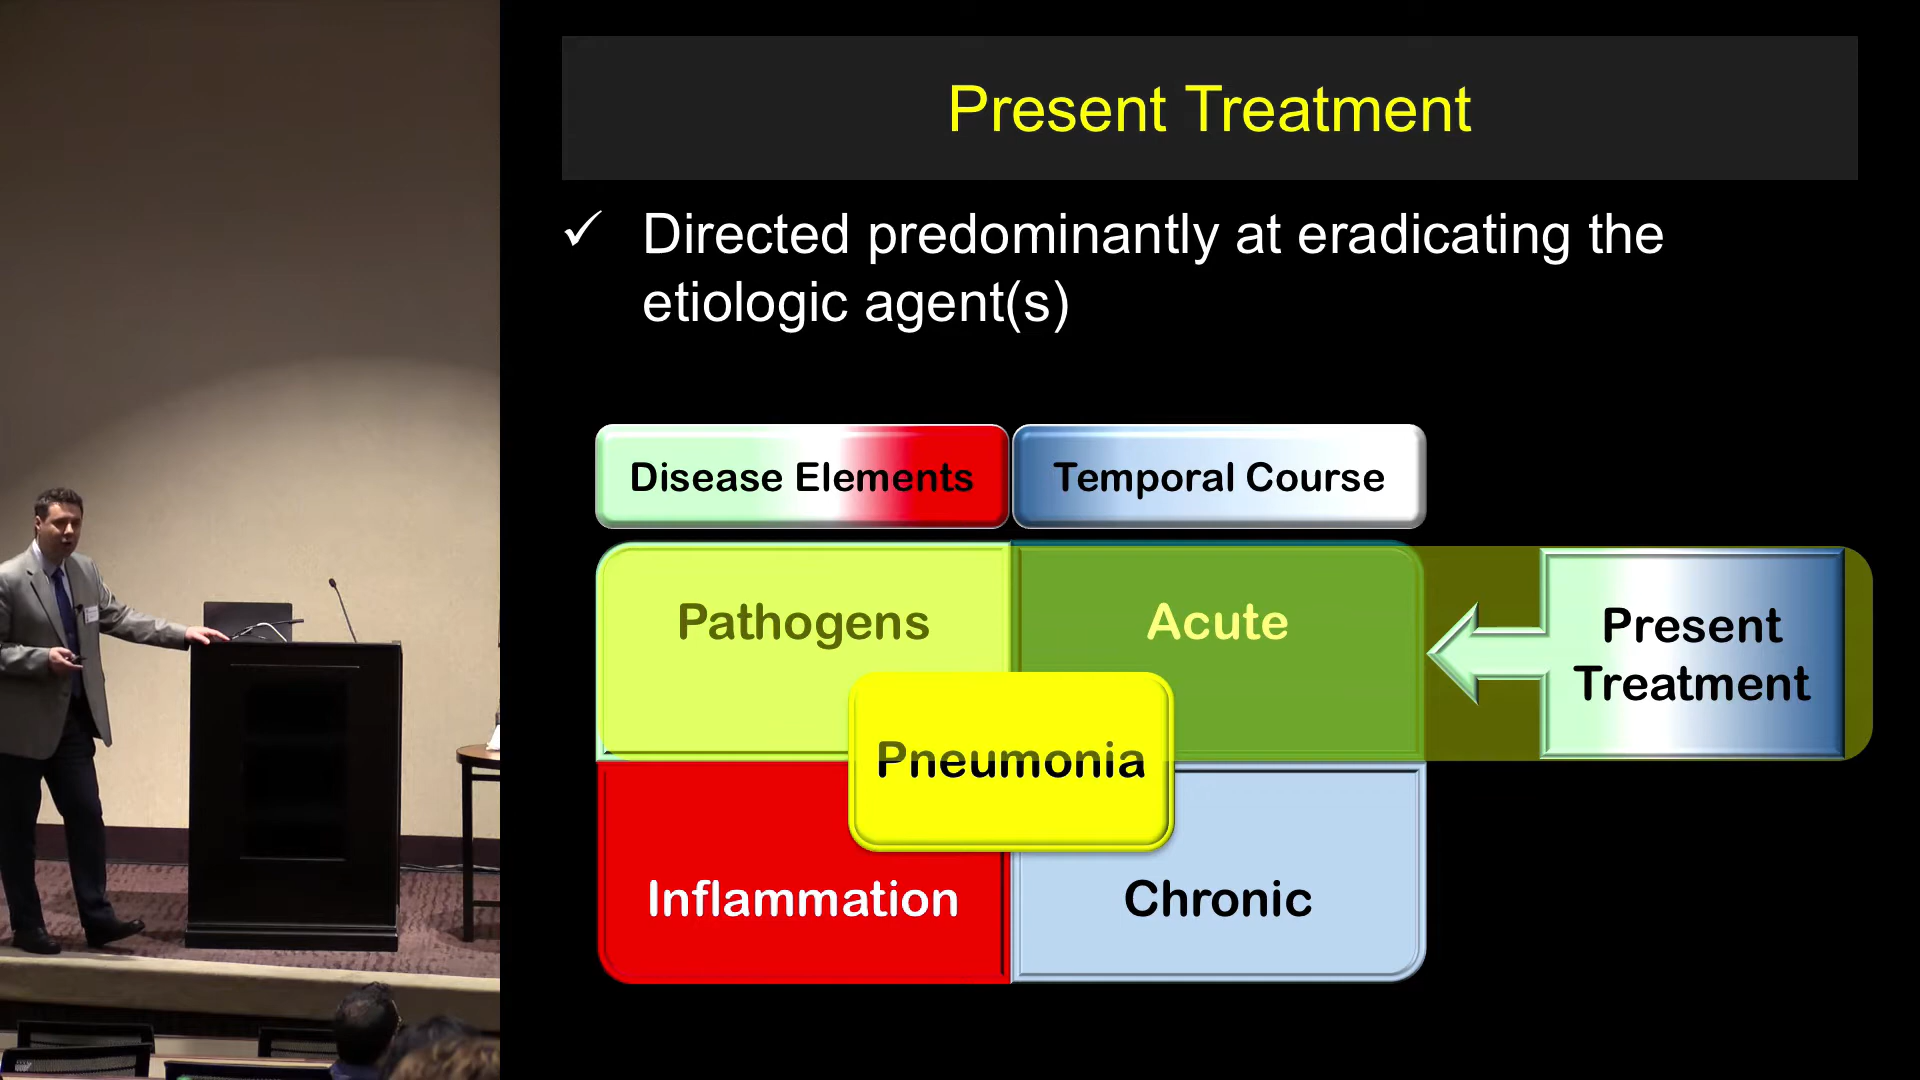 Present Treatment
✓ Directed predominantly at eradicating the
etiologic agent(s)
Disease Elements
Temporal Course
Pathogens
Acute
Present
Treatment
Pneumonia
Inflammation
Chronic